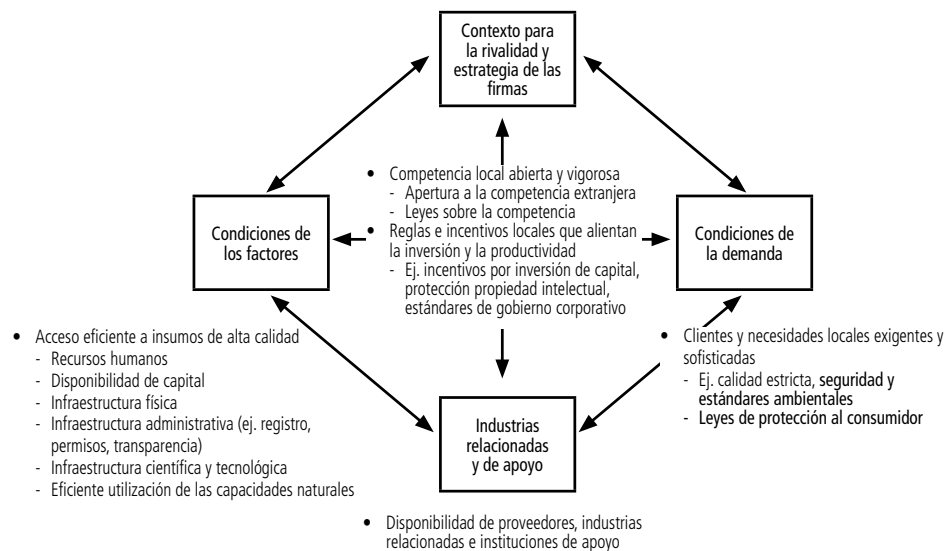 Contexto para
la rivalidad y
estrategia de las
firmas
• Competencia local abierta y vigorosa
- Apertura a la competencia extranjera
- Leyes sobre la competencia
• Reglas e incentivos locales que alientan
la inversión y la productividad
- Ej. incentivos por inversión de capital,
protección propiedad intelectual,
estándares de gobierno corporativo
Condiciones de
los factores
Condiciones de
la demanda
• Acceso eficiente a insumos de alta calidad
- Recursos humanos
- Disponibilidad de capital
- Infraestructura física
- Infraestructura administrativa (ej. registro,
permisos, transparencia)
- Infraestructura científica y tecnológica
- Eficiente utilización de las capacidades naturales
• Clientes y necesidades locales exigentes y
sofisticadas
- Ej. calidad estricta, seguridad y
estándares ambientales
- Leyes de protección al consumidor
Industrias
relacionadas
y de apoyo
• Disponibilidad de proveedores, industrias
relacionadas e instituciones de apoyo